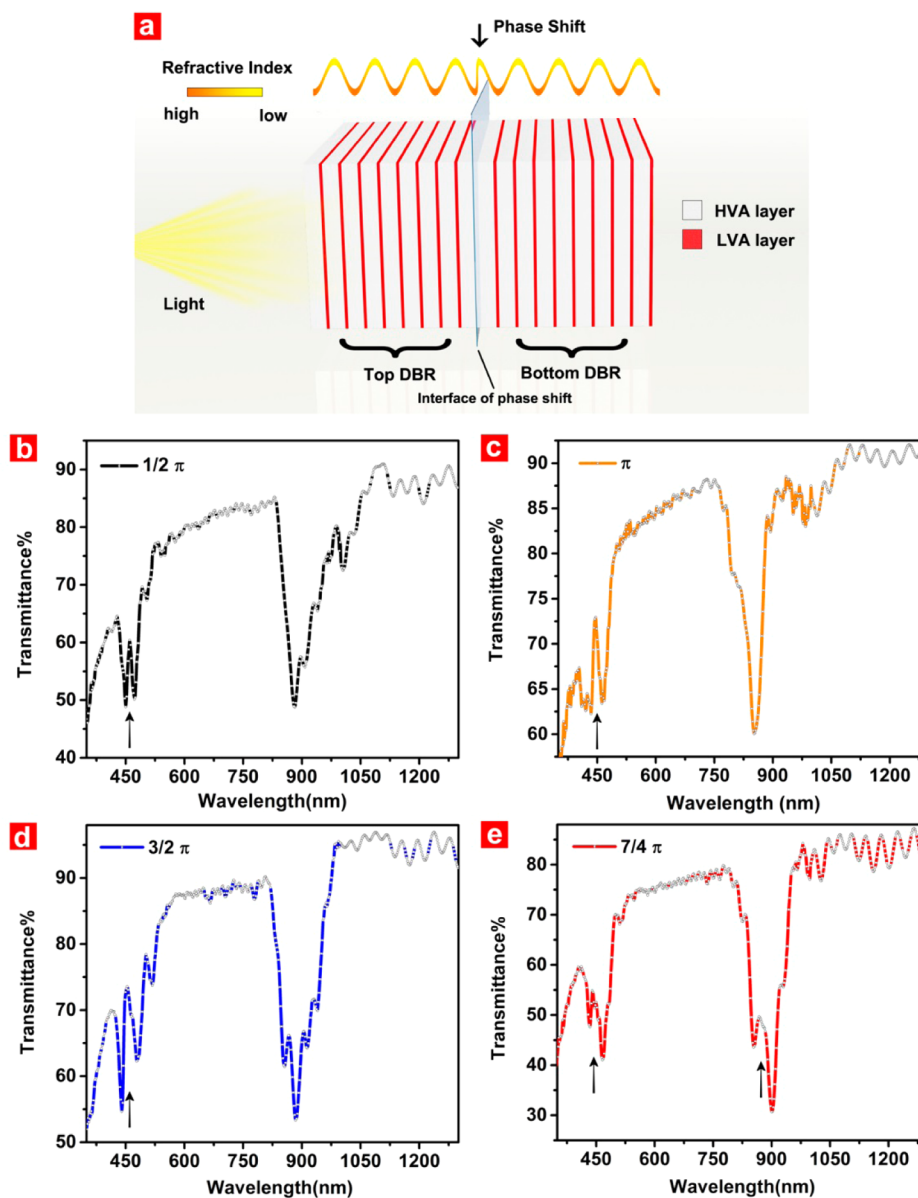 a
Phase Shift
Refractive Index
high low
HVA layer
LVA layer
Light
Top DBR
Bottom DBR
Interface of phase shift
b
1/2 π
Transmittance%
90
80
70
60
50
40
450 600 750 900 1050 1200
Wavelength(nm)
c
π
Transmittance%
90
85
80
75
70
65
60
450 600 750 900 1050 1200
Wavelength (nm)
d
3/2 π
Transmittance%
90
80
70
60
50
450 600 750 900 1050 1200
Wavelength(nm)
e
7/4 π
Transmittance%
80
70
60
50
40
30
450 600 750 900 1050 1200
Wavelength(nm)